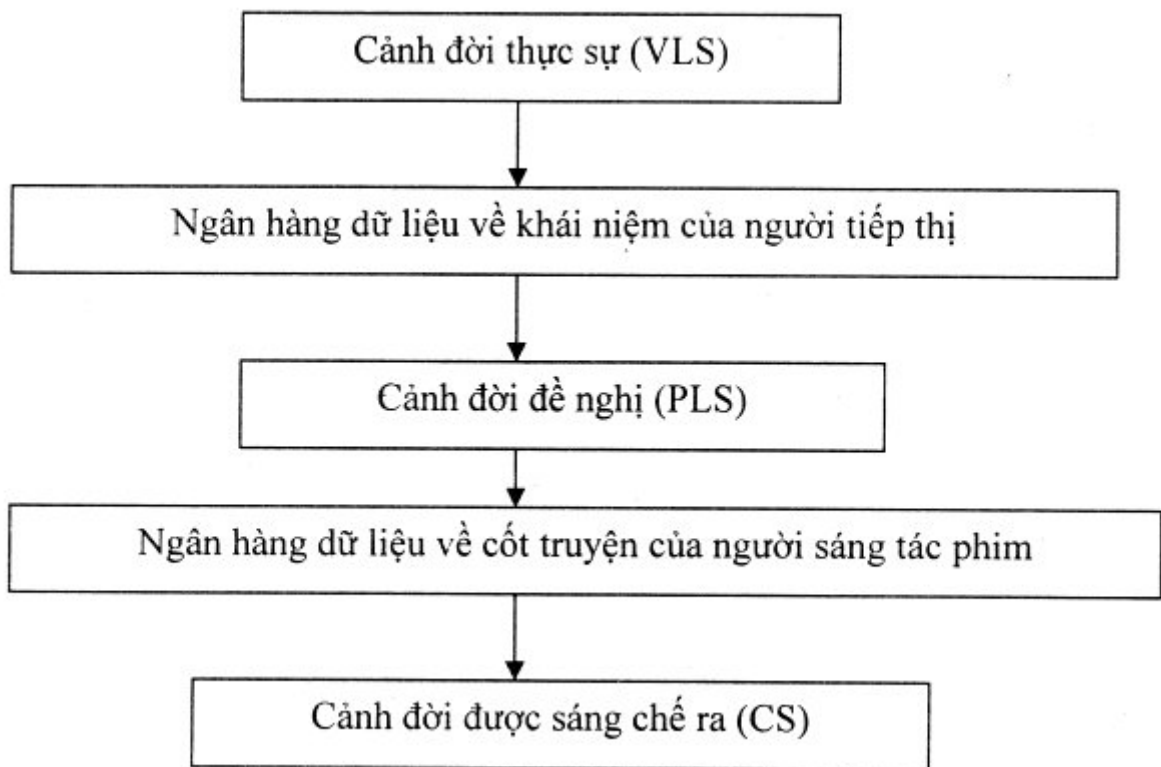 Cảnh đời thực sự (VLS)
Ngân hàng dữ liệu về khái niệm của người tiếp thị
Cảnh đời đề nghị (PLS)
Ngân hàng dữ liệu về cốt truyện của người sáng tác phim
Cảnh đời được sáng chế ra (CS)